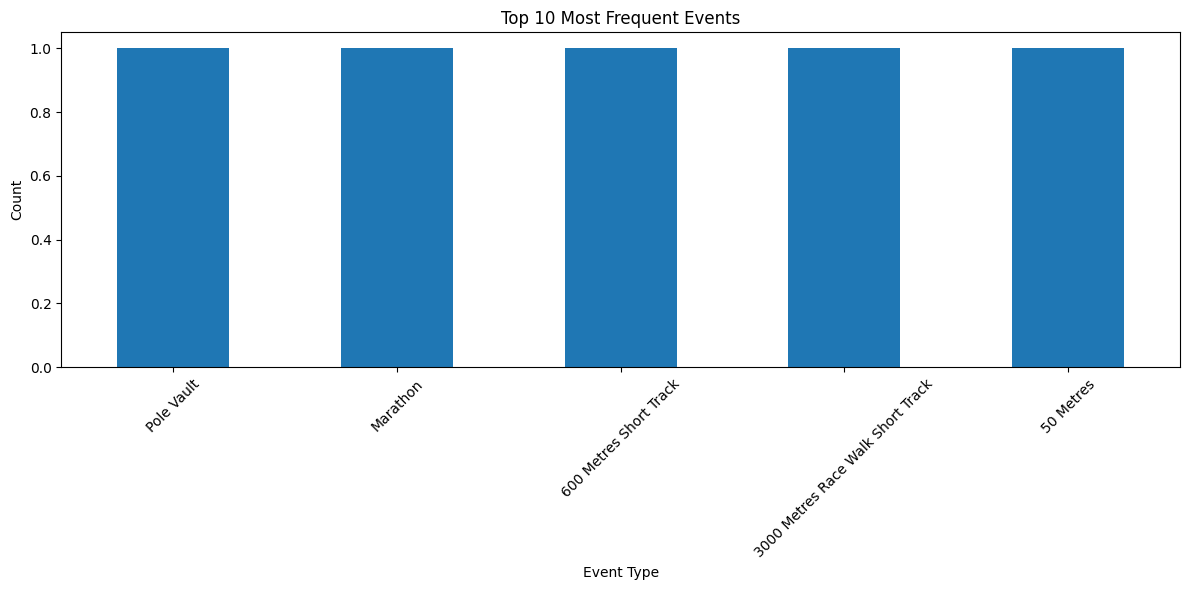 Top 10 Most Frequent Events
1.0
0.8
0.6
0.4
0.2
0.0
Count
Pole Vault
Marathon
600 Metres Short Track
3000 Metres Race Walk Short Track
50 Metres
Event Type